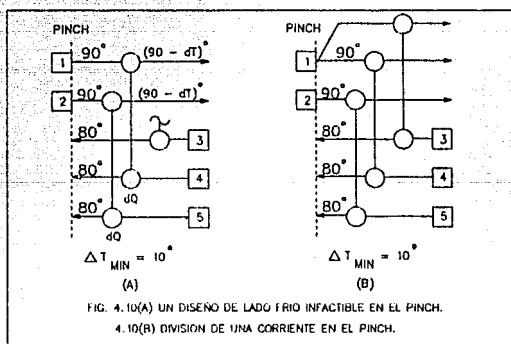 PINCH
1 90° (90 - dT)°
2 90° (90 - dT)°
80° 3
80° 4
dQ
80° 5
dQ
ΔT MIN = 10°
(A)
PINCH
1 90°
2 90°
80° 3
80° 4
80° 5
ΔT MIN = 10°
(B)
FIG. 4.10(A) UN DISEÑO DE LADO FRIO INFACTIBLE EN EL PINCH.
4.10(B) DIVISION DE UNA CORRIENTE EN EL PINCH.